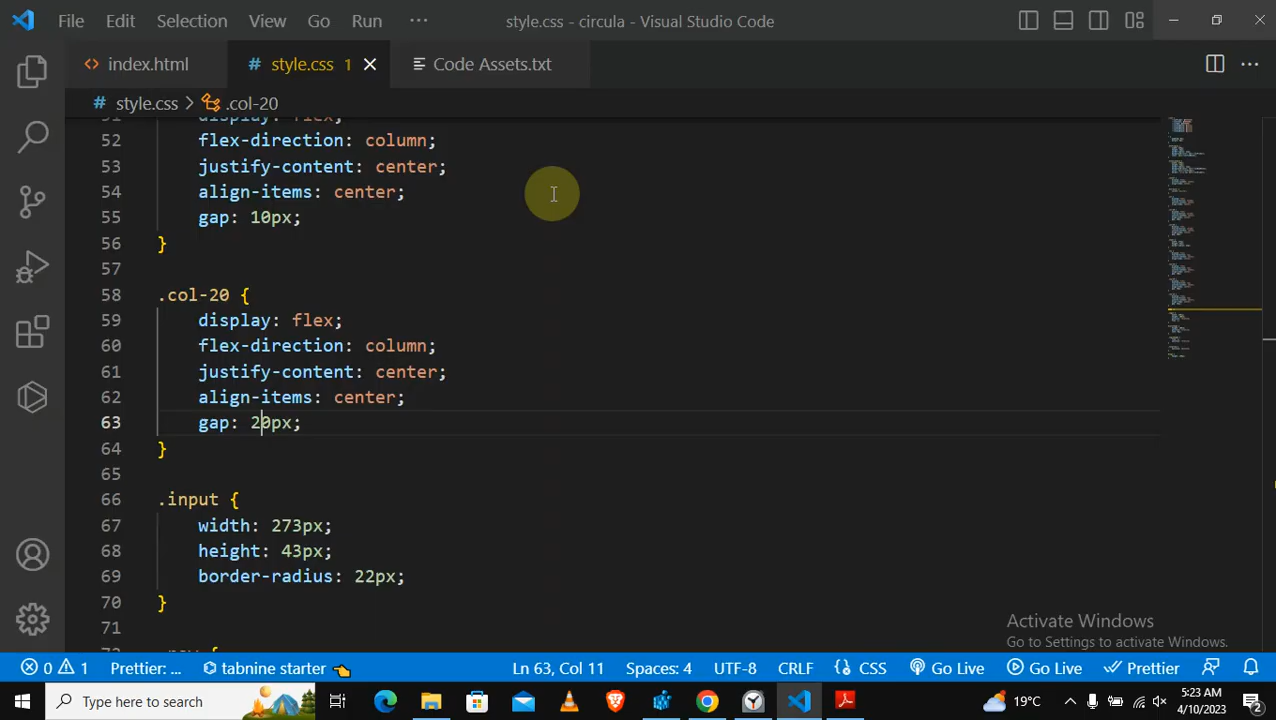 File Edit Selection View Go Run ··· style.css - circula - Visual Studio Code
index.html # style.css 1 Code Assets.txt
# style.css > .col-20
52 flex-direction: column;
53 justify-content: center;
54 align-items: center;
55 gap: 10px;
56 }
57
58 .col-20 {
59 display: flex;
60 flex-direction: column;
61 justify-content: center;
62 align-items: center;
63 gap: 20px;
64 }
65
66 .input {
67 width: 273px;
68 height: 43px;
69 border-radius: 22px;
70 }
71
Activate Windows
Go to Settings to activate Windows.
0 1 Prettier: ... tabnine starter Ln 63, Col 11 Spaces: 4 UTF-8 CRLF {} CSS Go Live Go Live Prettier
Type here to search 19°C 5:23 AM
4/10/2023 2